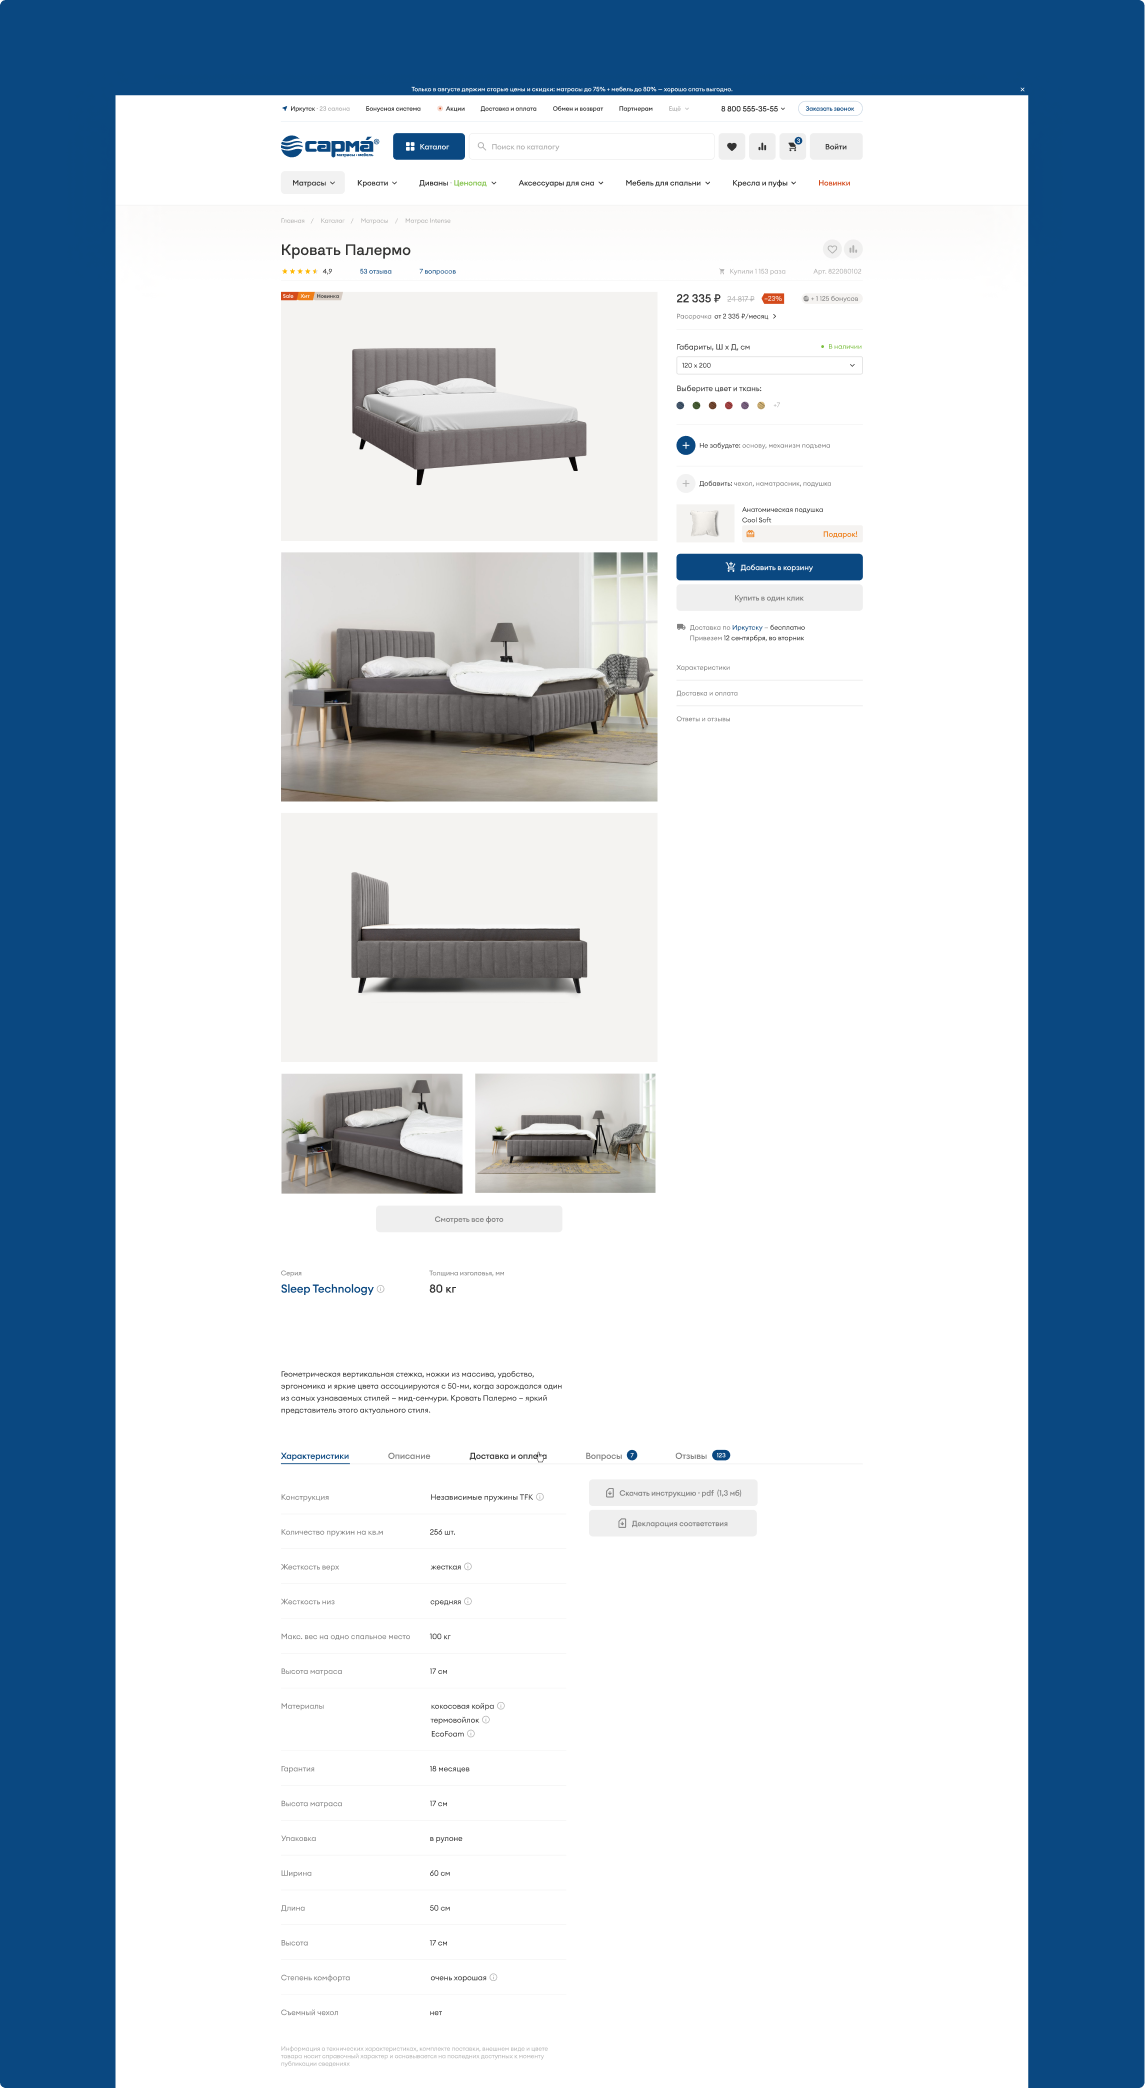 Только в августе держим старые цены и скидки: матрасы до 75% + мебель до 80% — хорошо спать выгодно.
Иркутск · 23 салона Бонусная система Акции Доставка и оплата Обмен и возврат Партнерам Ещё 8 800 555-35-55 Заказать звонок
сарма́® матрасы · мебель Каталог Поиск по каталогу 3 Войти
Матрасы Кровати Диваны · Ценопад Аксессуары для сна Мебель для спальни Кресла и пуфы Новинки
Главная / Каталог / Матрасы / Матрас Intense
Кровать Палермо
4,9 53 отзыва 7 вопросов Купили 1 153 раза Арт. 822080102
Sale Хит Новинка
22 335 ₽ 24 817 ₽ -23% + 1 125 бонусов
Рассрочка от 2 335 ₽/месяц
Габариты, Ш х Д, см В наличии
120 x 200
Выберите цвет и ткань:
+7
Не забудьте: основу, механизм подъема
Добавить: чехол, наматрасник, подушка
Анатомическая подушка
Cool Soft
Подарок!
Добавить в корзину
Купить в один клик
Доставка по Иркутску – бесплатно
Привезем 12 сентярбря, во вторник
Характеристики
Доставка и оплата
Ответы и отзывы
Смотреть все фото
Серия Толщина изголовья, мм
Sleep Technology 80 кг
Геометрическая вертикальная стежка, ножки из массива, удобство,
эргономика и яркие цвета ассоциируются с 50-ми, когда зарождался один
из самых узнаваемых стилей – мид-сенчури. Кровать Палермо – яркий
представитель этого актуального стиля.
Характеристики Описание Доставка и оплата Вопросы 7 Отзывы 123
Конструкция Независимые пружины TFK
Скачать инструкцию - pdf (1,3 мб)
Декларация соответствия
Количество пружин на кв.м 256 шт.
Жесткость верх жесткая
Жесткость низ средняя
Макс. вес на одно спальное место 100 кг
Высота матраса 17 см
Материалы кокосовая койра
термовойлок
EcoFoam
Гарантия 18 месяцев
Высота матраса 17 см
Упаковка в рулоне
Ширина 60 см
Длина 50 см
Высота 17 см
Степень комфорта очень хорошая
Съемный чехол нет
Информация о технических характеристиках, комплекте поставки, внешнем виде и цвете
товара носит справочный характер и основывается на последних доступных к моменту
публикации сведениях